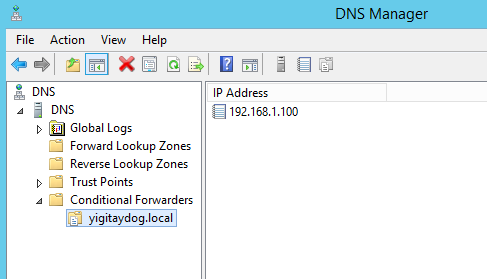 DNS Manager
File Action View Help
DNS
DNS
Global Logs
Forward Lookup Zones
Reverse Lookup Zones
Trust Points
Conditional Forwarders
yigitaydog.local
IP Address
192.168.1.100